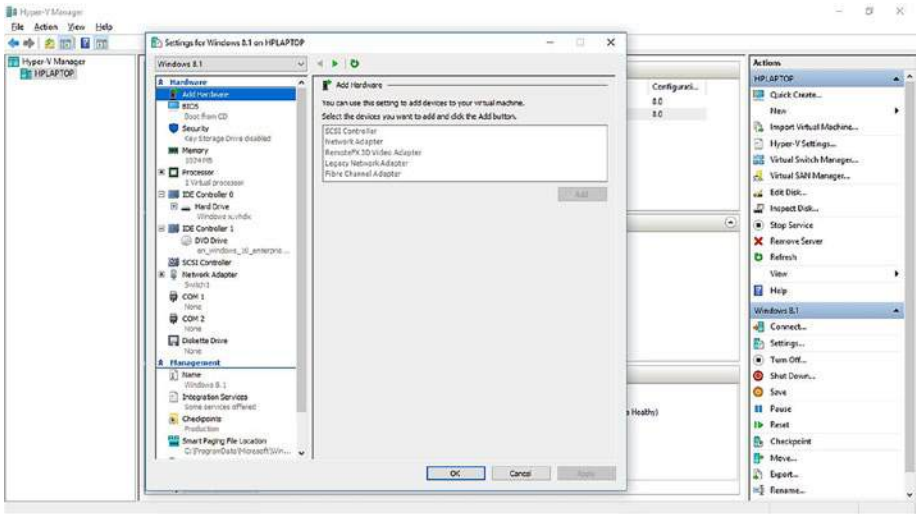 Hyper-V Manager
File Action View Help
Hyper-V Manager
HPLAPTOP
Settings for Windows 8.1 on HPLAPTOP
Windows 8.1
Hardware
Add Hardware
BIOS
Boot from CD
Security
Key Storage Drive disabled
Memory
1024 MB
Processor
1 Virtual processor
IDE Controller 0
Hard Drive
IDE Controller 1
DVD Drive
SCSI Controller
Network Adapter
Switch1
COM 1
None
COM 2
None
Diskette Drive
None
Management
Name
Windows 8.1
Integration Services
Some services offered
Checkpoints
Production
Smart Paging File Location
C:\ProgramData\Microsoft\Win...
Add Hardware
You can use this setting to add devices to your virtual machine.
Select the devices you want to add and click the Add button.
SCSI Controller
Network Adapter
RemoteFX 3D Video Adapter
Legacy Network Adapter
Fibre Channel Adapter
Add
OK Cancel Apply
Configurati...
8.0
8.0
Healthy)
Actions
HPLAPTOP
Quick Create...
New
Import Virtual Machine...
Hyper-V Settings...
Virtual Switch Manager...
Virtual SAN Manager...
Edit Disk...
Inspect Disk...
Stop Service
Remove Server
Refresh
View
Help
Windows 8.1
Connect...
Settings...
Turn Off...
Shut Down...
Save
Pause
Reset
Checkpoint
Move...
Export...
Rename...